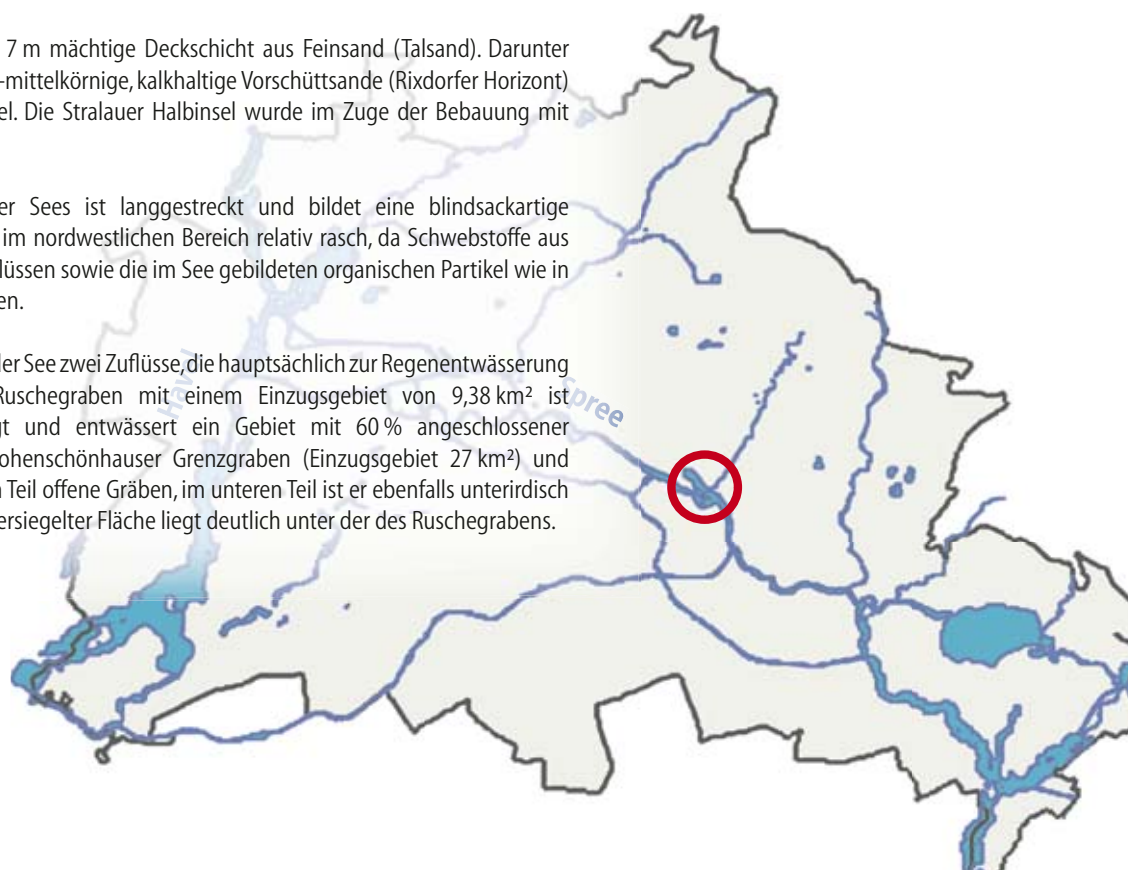 7 m mächtige Deckschicht aus Feinsand (Talsand). Darunter
-mittelkörnige, kalkhaltige Vorschüttsande (Rixdorfer Horizont)
el. Die Stralauer Halbinsel wurde im Zuge der Bebauung mit
er Sees ist langgestreckt und bildet eine blindsackartige
im nordwestlichen Bereich relativ rasch, da Schwebstoffe aus
lüssen sowie die im See gebildeten organischen Partikel wie in
en.
der See zwei Zuflüsse, die hauptsächlich zur Regenentwässerung
Ruschegraben mit einem Einzugsgebiet von 9,38 km² ist
gt und entwässert ein Gebiet mit 60 % angeschlossener
ohenschönhauser Grenzgraben (Einzugsgebiet 27 km²) und
n Teil offene Gräben, im unteren Teil ist er ebenfalls unterirdisch
ersiegelter Fläche liegt deutlich unter der des Ruschegrabens.
Havel
Spree